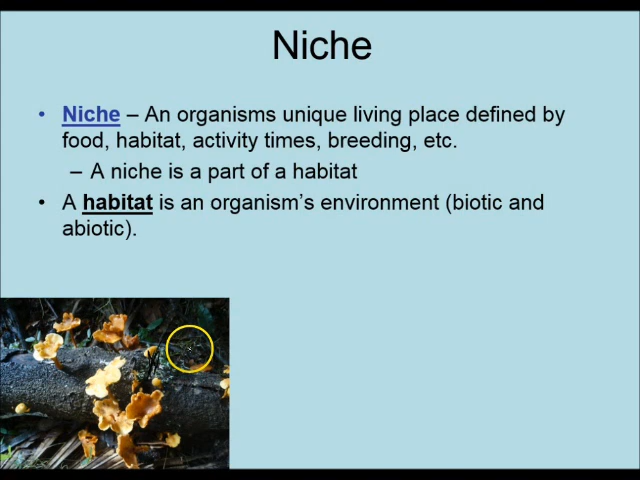 Niche
• Niche – An organisms unique living place defined by
food, habitat, activity times, breeding, etc.
– A niche is a part of a habitat
• A habitat is an organism’s environment (biotic and
abiotic).